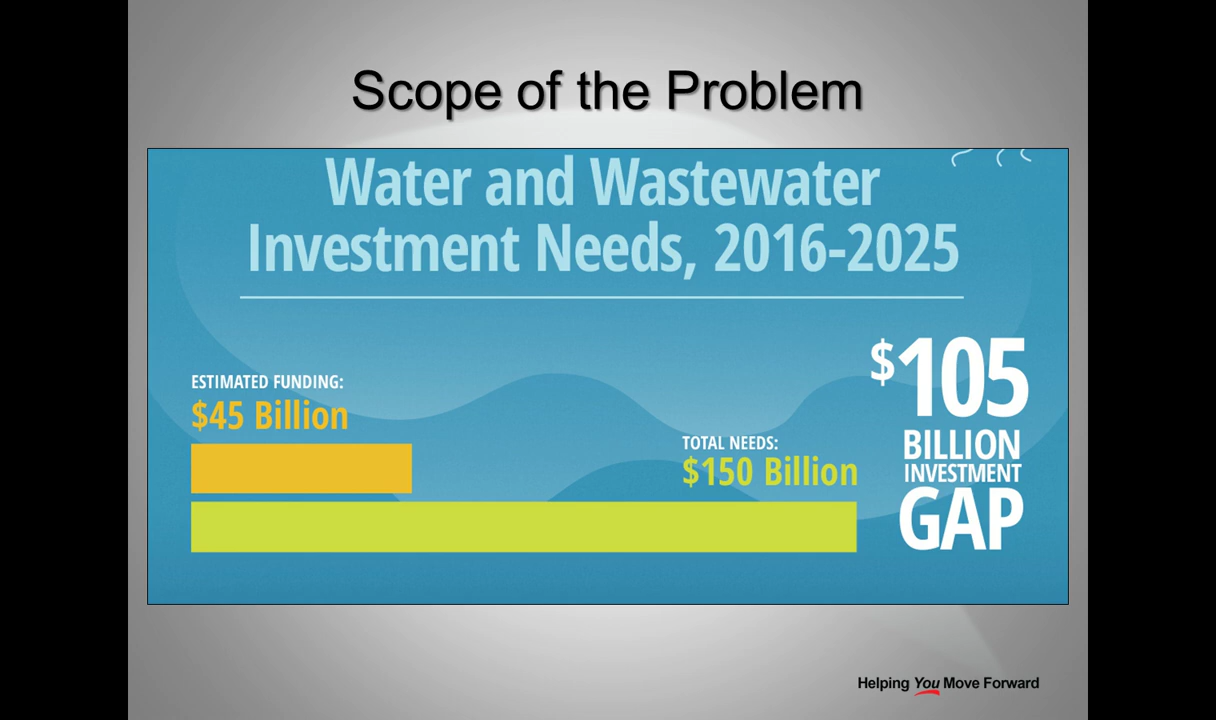 Scope of the Problem
Water and Wastewater
Investment Needs, 2016-2025
ESTIMATED FUNDING:
$45 Billion
TOTAL NEEDS:
$150 Billion
$105
BILLION
INVESTMENT
GAP
Helping You Move Forward